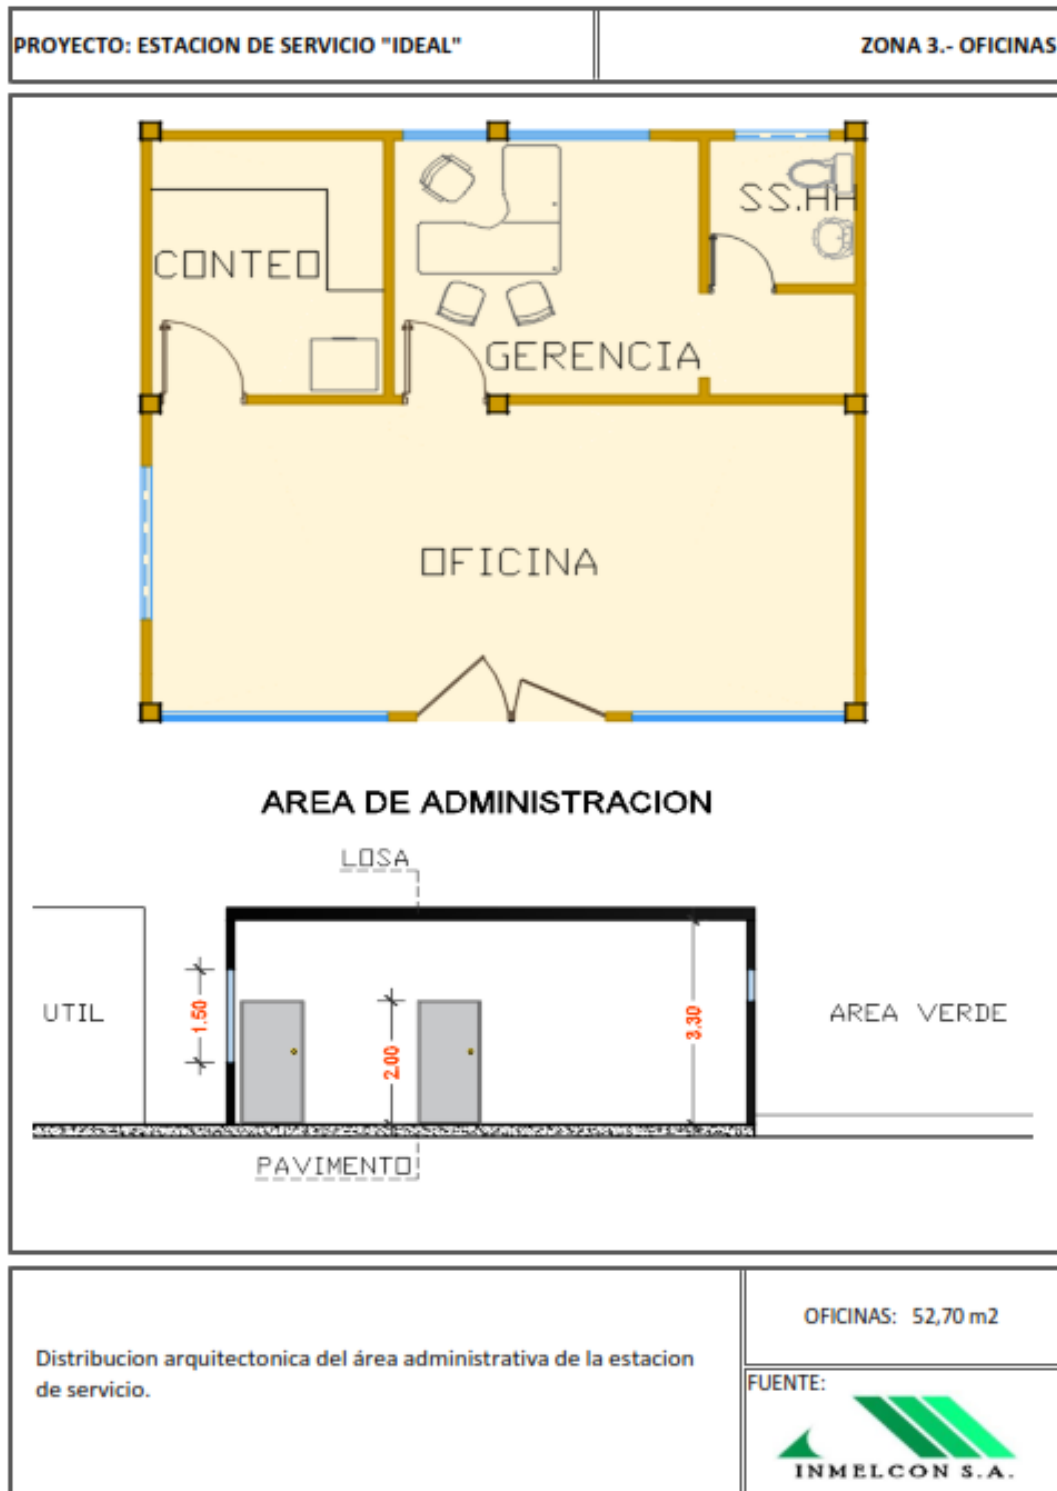 PROYECTO: ESTACION DE SERVICIO "IDEAL"
ZONA 3.- OFICINAS
SS.HH
CONTEO
GERENCIA
OFICINA
AREA DE ADMINISTRACION
LOSA
UTIL
1.50
2.00
3.30
AREA VERDE
PAVIMENTO
OFICINAS: 52,70 m2
Distribucion arquitectonica del área administrativa de la estacion
de servicio.
FUENTE:
INMELCON S.A.